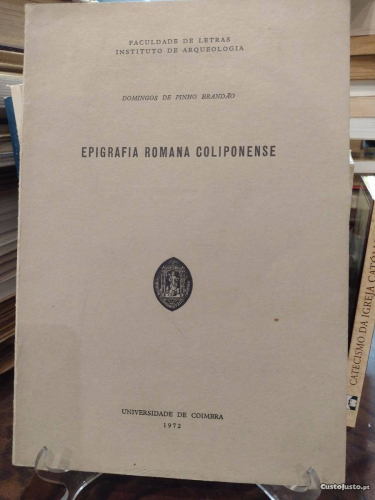 FACULDADE DE LETRAS
INSTITUTO DE ARQUEOLOGIA
DOMINGOS DE PINHO BRANDÃO
EPIGRAFIA ROMANA COLIPONENSE
UNIVERSIDADE DE COIMBRA
1972
CATECISMO DA IGREJA CATÓLI
CustoJusto.pt